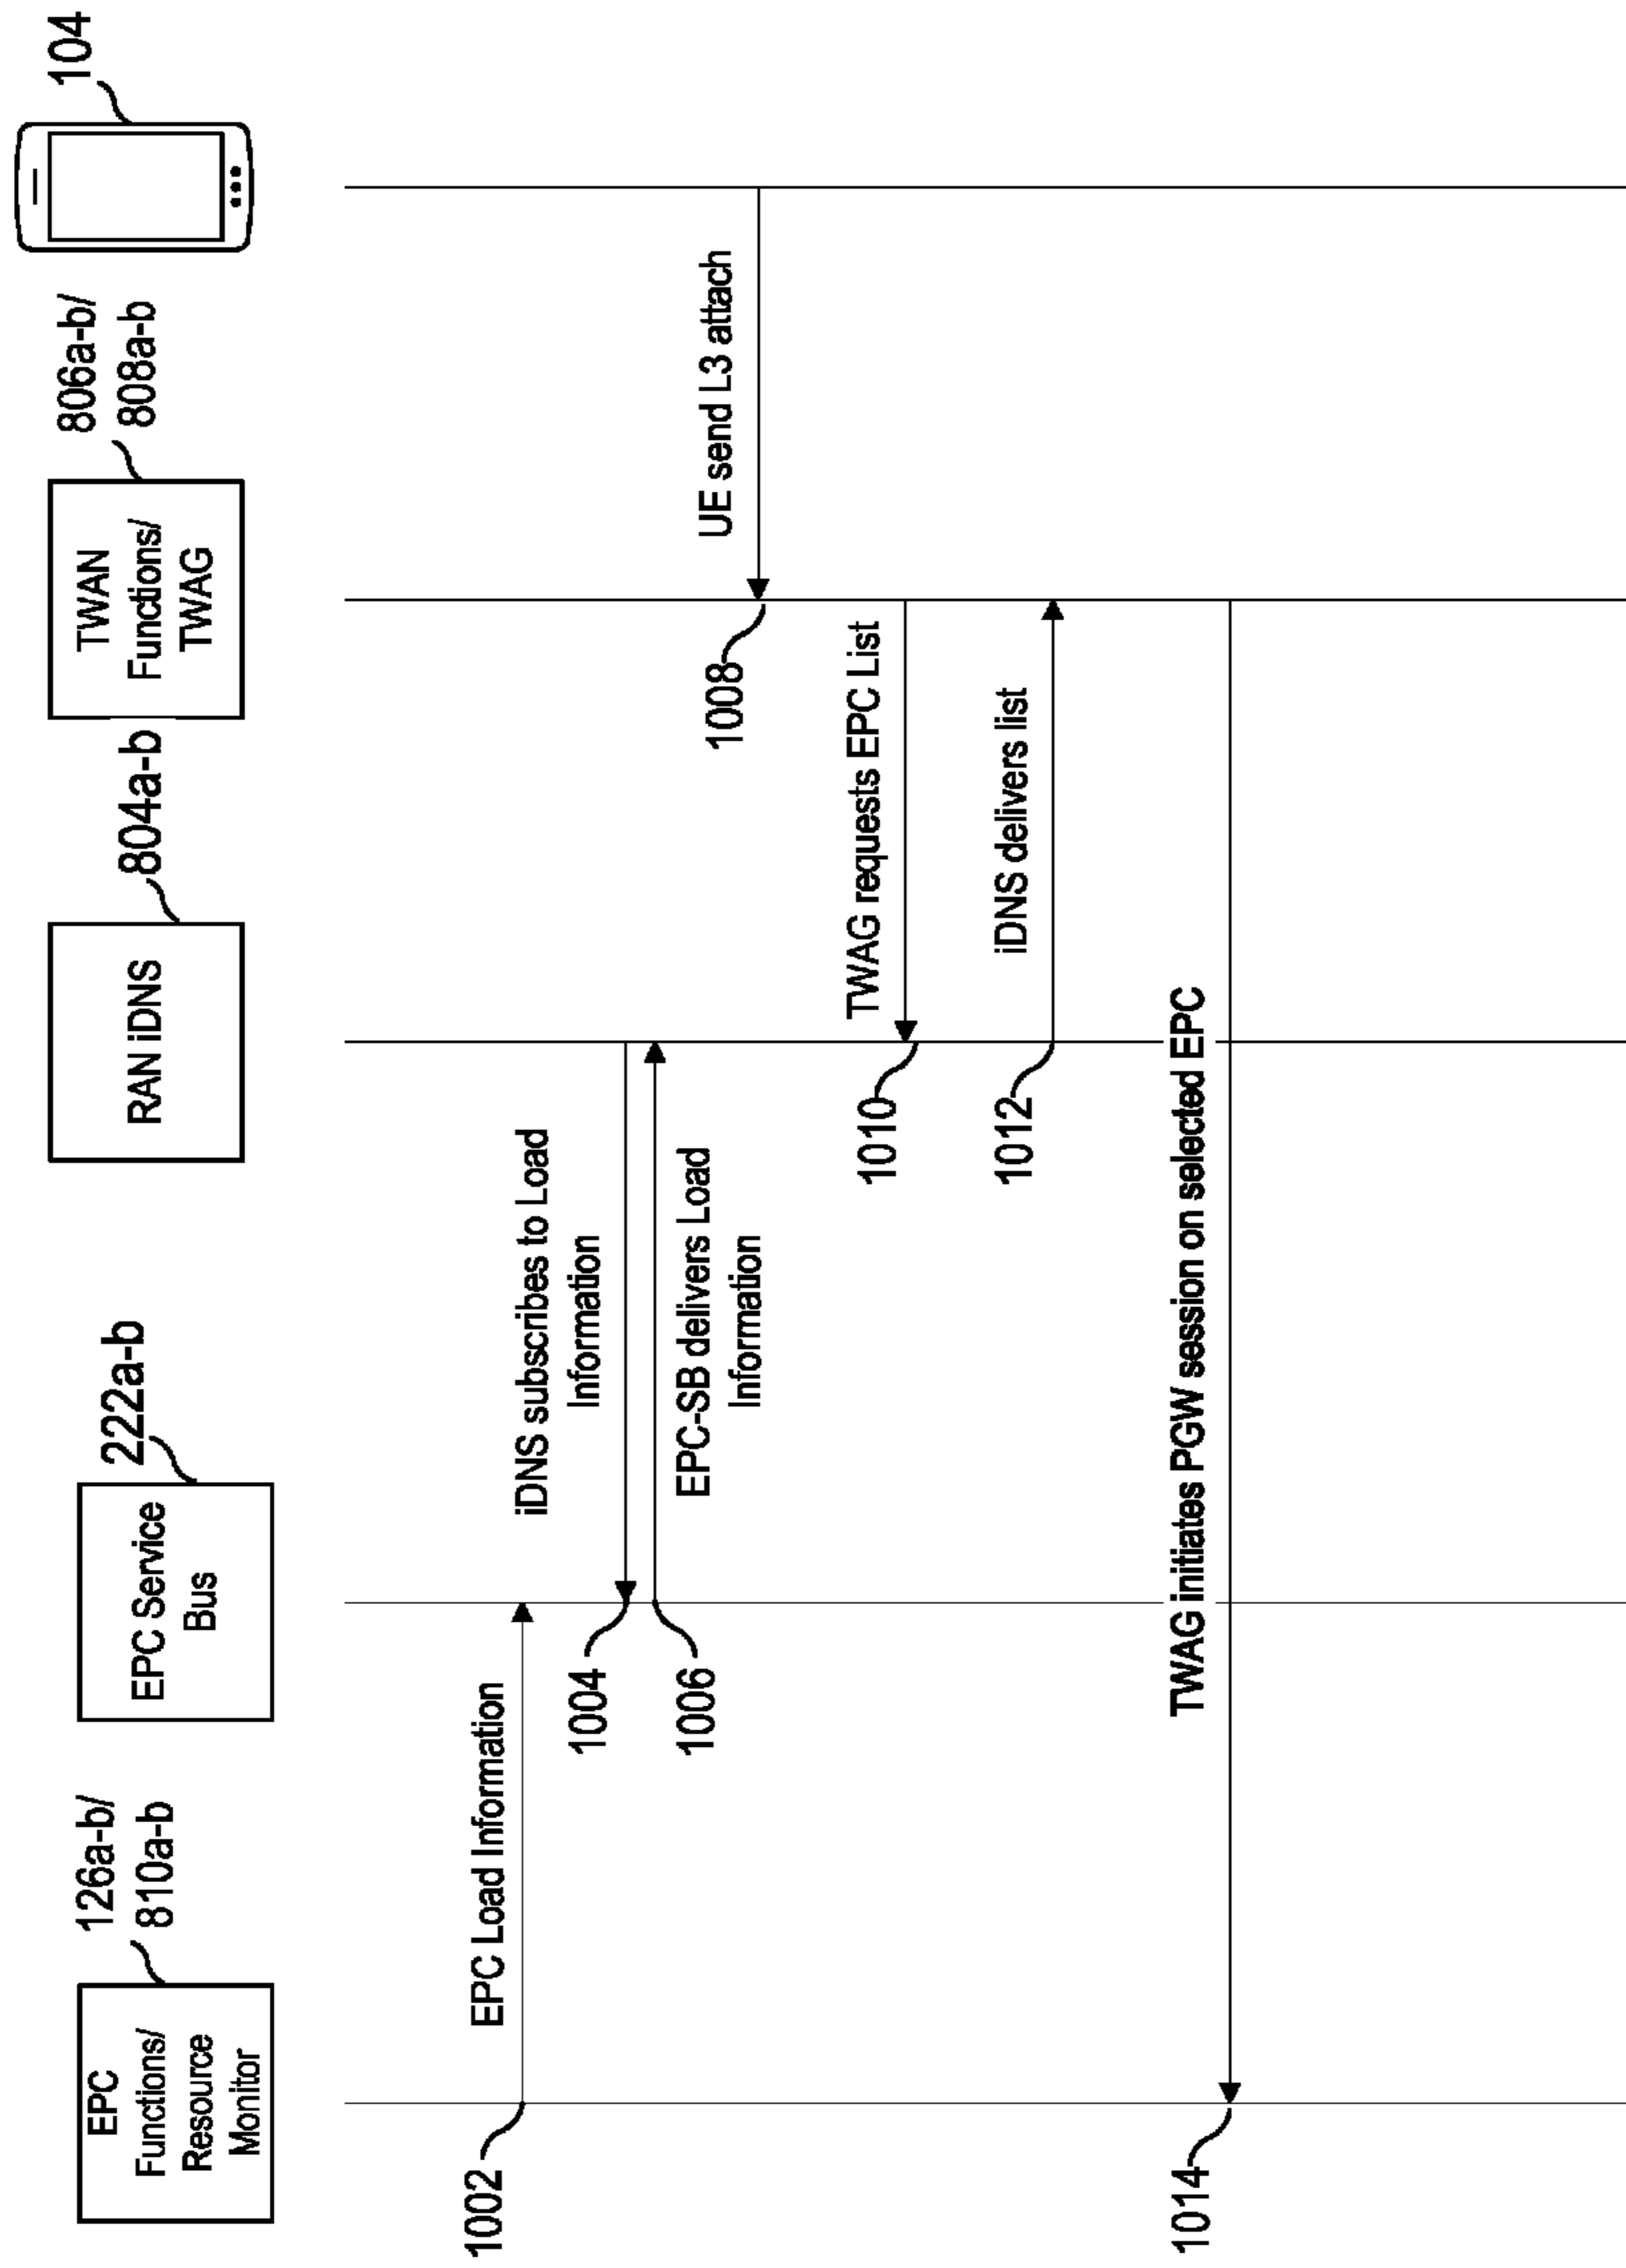 EPC
Functions/
Resource
Monitor
126a-b/
810a-b
EPC Service
Bus
222a-b
RAN iDNS
804a-b
TWAN
Functions/
TWAG
806a-b/
808a-b
104
1002
EPC Load Information
iDNS subscribes to Load
Information
1004
EPC-SB delivers Load
Information
1006
UE send L3 attach
1008
TWAG requests EPC List
1010
iDNS delivers list
1012
TWAG initiates PGW session on selected EPC
1014